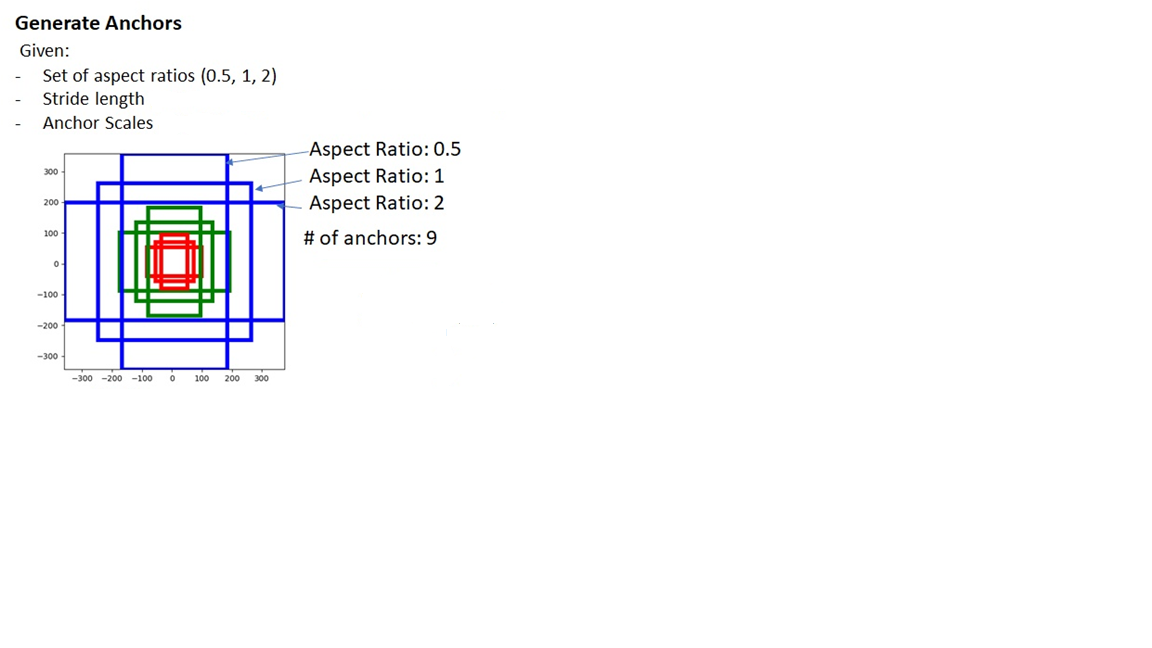 Generate Anchors
Given:
- Set of aspect ratios (0.5, 1, 2)
- Stride length
- Anchor Scales
Aspect Ratio: 0.5
Aspect Ratio: 1
Aspect Ratio: 2
# of anchors: 9
300
200
100
0
−100
−200
−300
−300 −200 −100 0 100 200 300